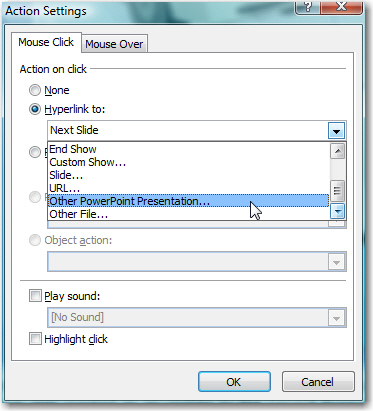 Action Settings
Mouse Click
Mouse Over
Action on click
None
Hyperlink to:
Next Slide
End Show
Custom Show...
Slide...
URL...
Other PowerPoint Presentation...
Other File...
Object action:
Play sound:
[No Sound]
Highlight click
OK
Cancel